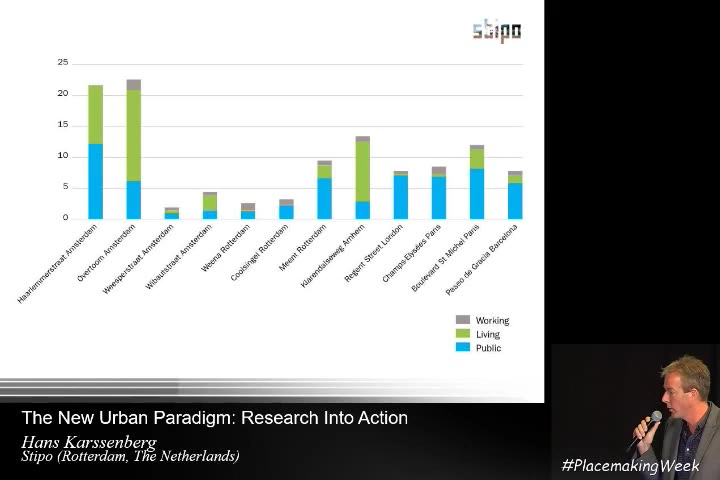 stipo
25
20
15
10
5
0
Haarlemmerstraat Amsterdam
Overtoom Amsterdam
Weesperstraat Amsterdam
Wibautstraat Amsterdam
Weena Rotterdam
Coolsingel Rotterdam
Meent Rotterdam
Klarendalseweg Arnhem
Regent Street London
Champs-Elysées Paris
Boulevard St Michel Paris
Paseo de Gracia Barcelona
Working
Living
Public
The New Urban Paradigm: Research Into Action
Hans Karssenberg
Stipo (Rotterdam, The Netherlands)
#PlacemakingWeek